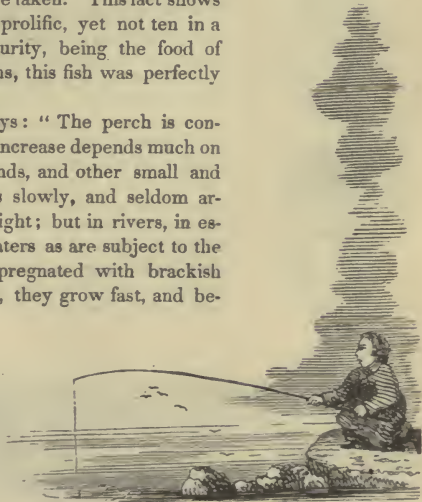 e taken. This fact shows
prolific, yet not ten in a
urity, being the food of
ns, this fish was perfectly
ys: “ The perch is con-
ncrease depends much on
nds, and other small and
s slowly, and seldom ar-
ight; but in rivers, in es-
aters as are subject to the
pregnated with brackish
, they grow fast, and be-